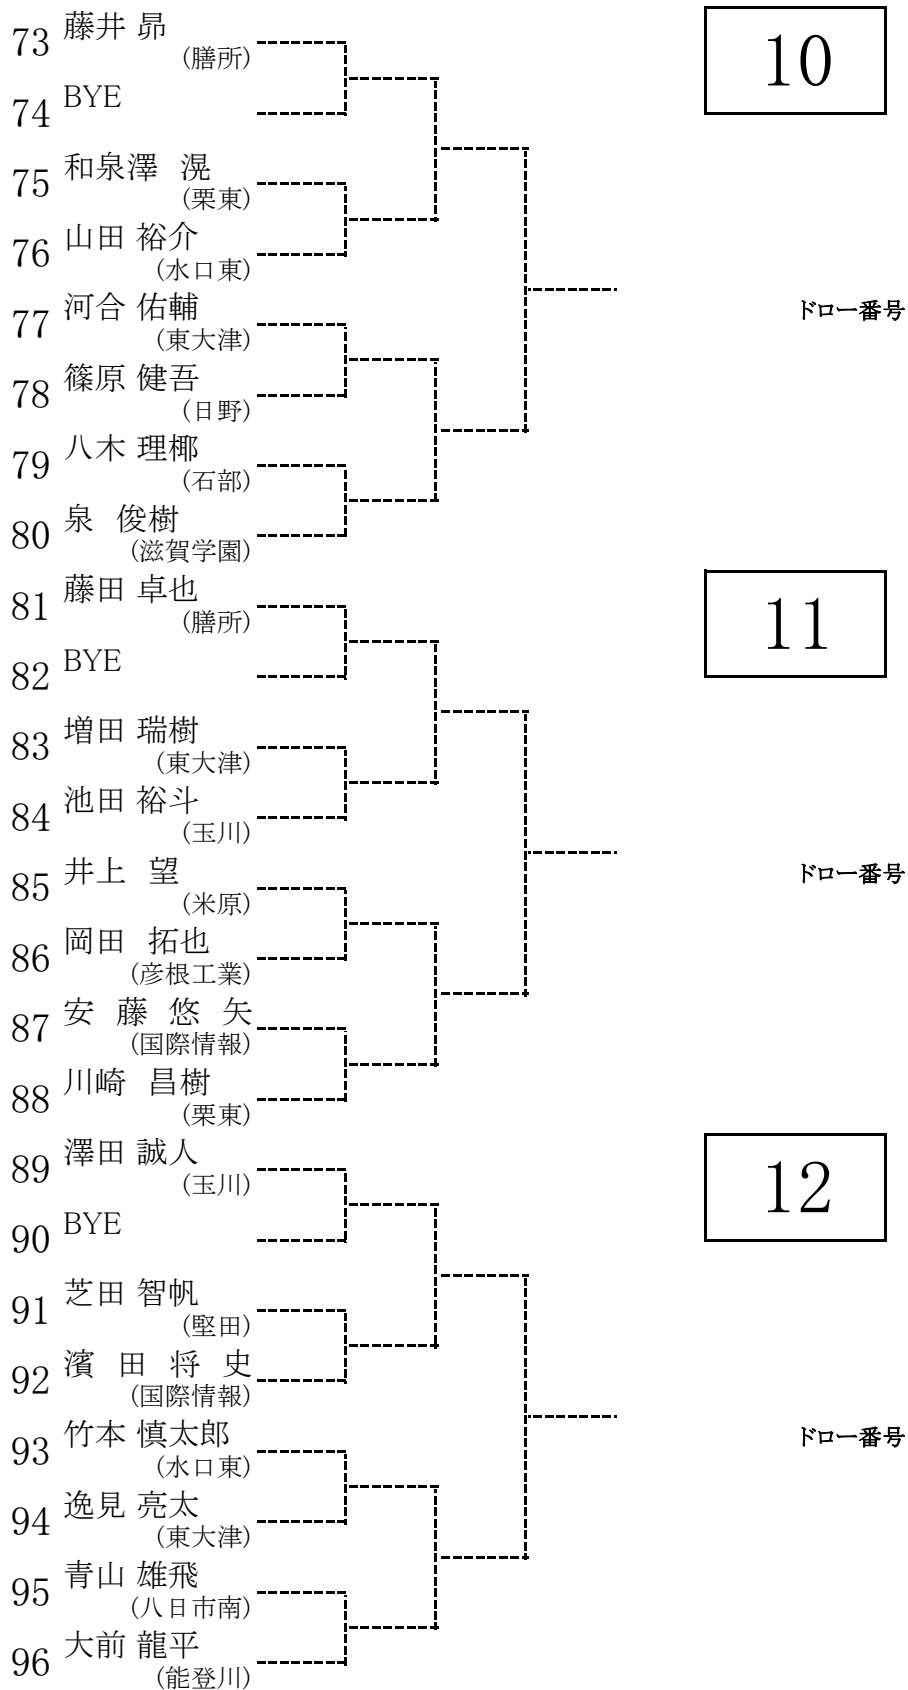 10
73 藤井 昴
(膳所)
74 BYE
75 和泉澤 滉
(栗東)
76 山田 裕介
(水口東)
77 河合 佑輔
(東大津)
ドロー番号
78 篠原 健吾
(日野)
79 八木 理椰
(石部)
80 泉 俊樹
(滋賀学園)
11
81 藤田 卓也
(膳所)
82 BYE
83 増田 瑞樹
(東大津)
84 池田 裕斗
(玉川)
85 井上 望
(米原)
ドロー番号
86 岡田 拓也
(彦根工業)
87 安 藤 悠 矢
(国際情報)
88 川崎 昌樹
(栗東)
12
89 澤田 誠人
(玉川)
90 BYE
91 芝田 智帆
(堅田)
92 濱 田 将 史
(国際情報)
93 竹本 慎太郎
(水口東)
ドロー番号
94 逸見 亮太
(東大津)
95 青山 雄飛
(八日市南)
96 大前 龍平
(能登川)